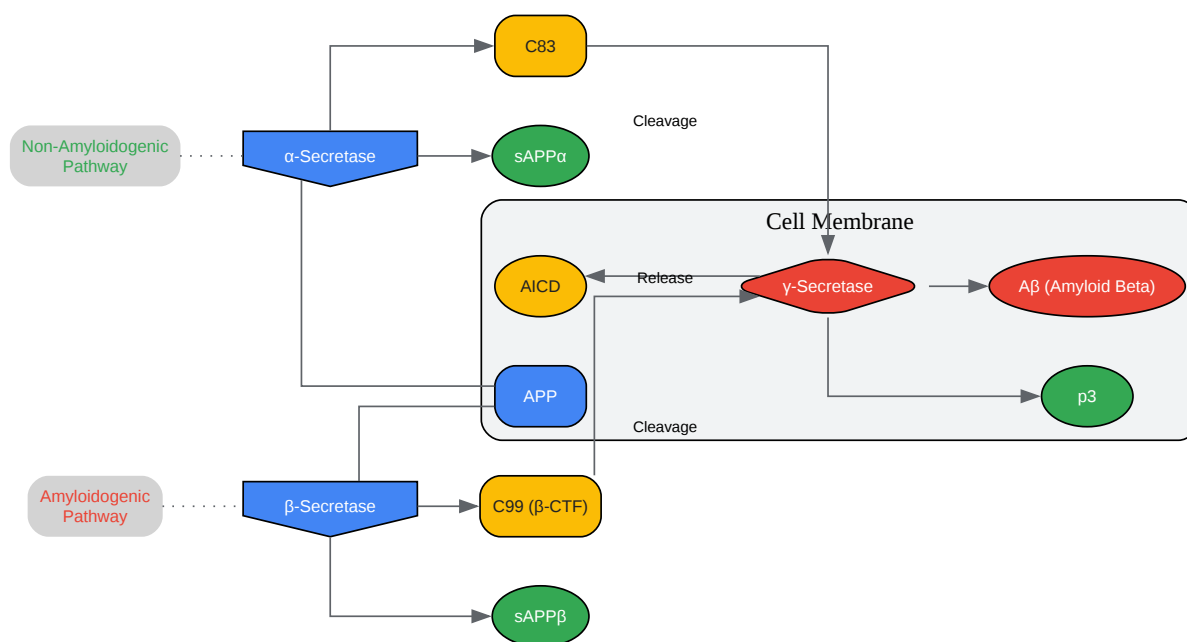 C83
Cleavage
Non-Amyloidogenic
Pathway
α-Secretase
sAPPα
Cell Membrane
AICD
Release
γ-Secretase
Aβ (Amyloid Beta)
APP
p3
Cleavage
Amyloidogenic
Pathway
β-Secretase
C99 (β-CTF)
sAPPβ